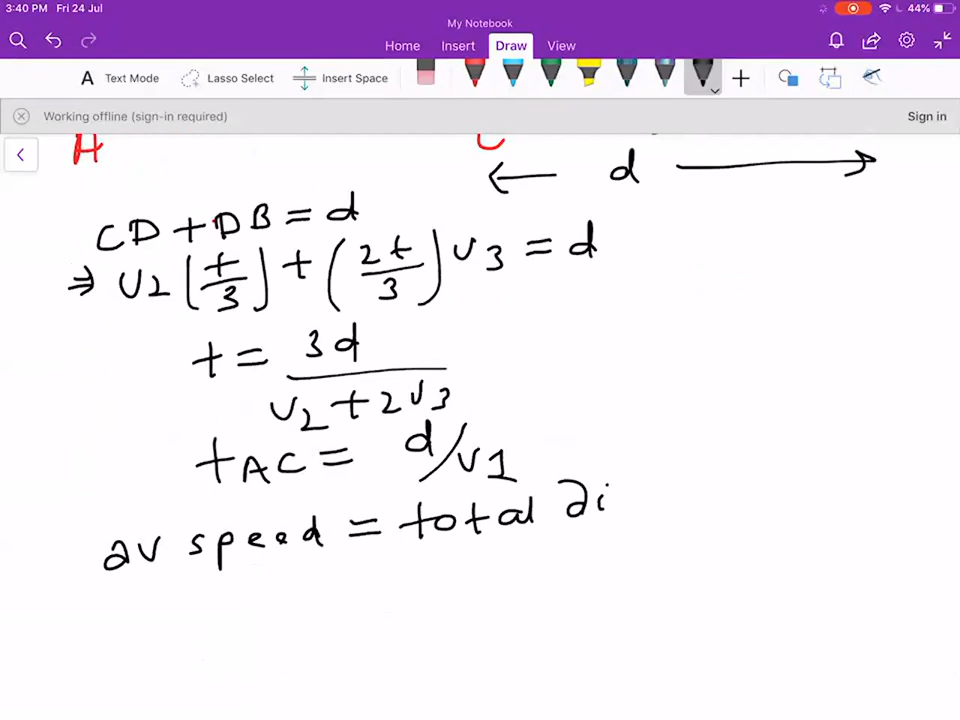 3:40 PM Fri 24 Jul
44%
My Notebook
Home Insert Draw View
A Text Mode Lasso Select Insert Space
Working offline (sign-in required) Sign in
A C
d
CD + DB = d
⇒ v2 [t/3] + (2t/3) v3 = d
t = 3d / v2 + 2v3
tAC = d/v1
av speed = total di